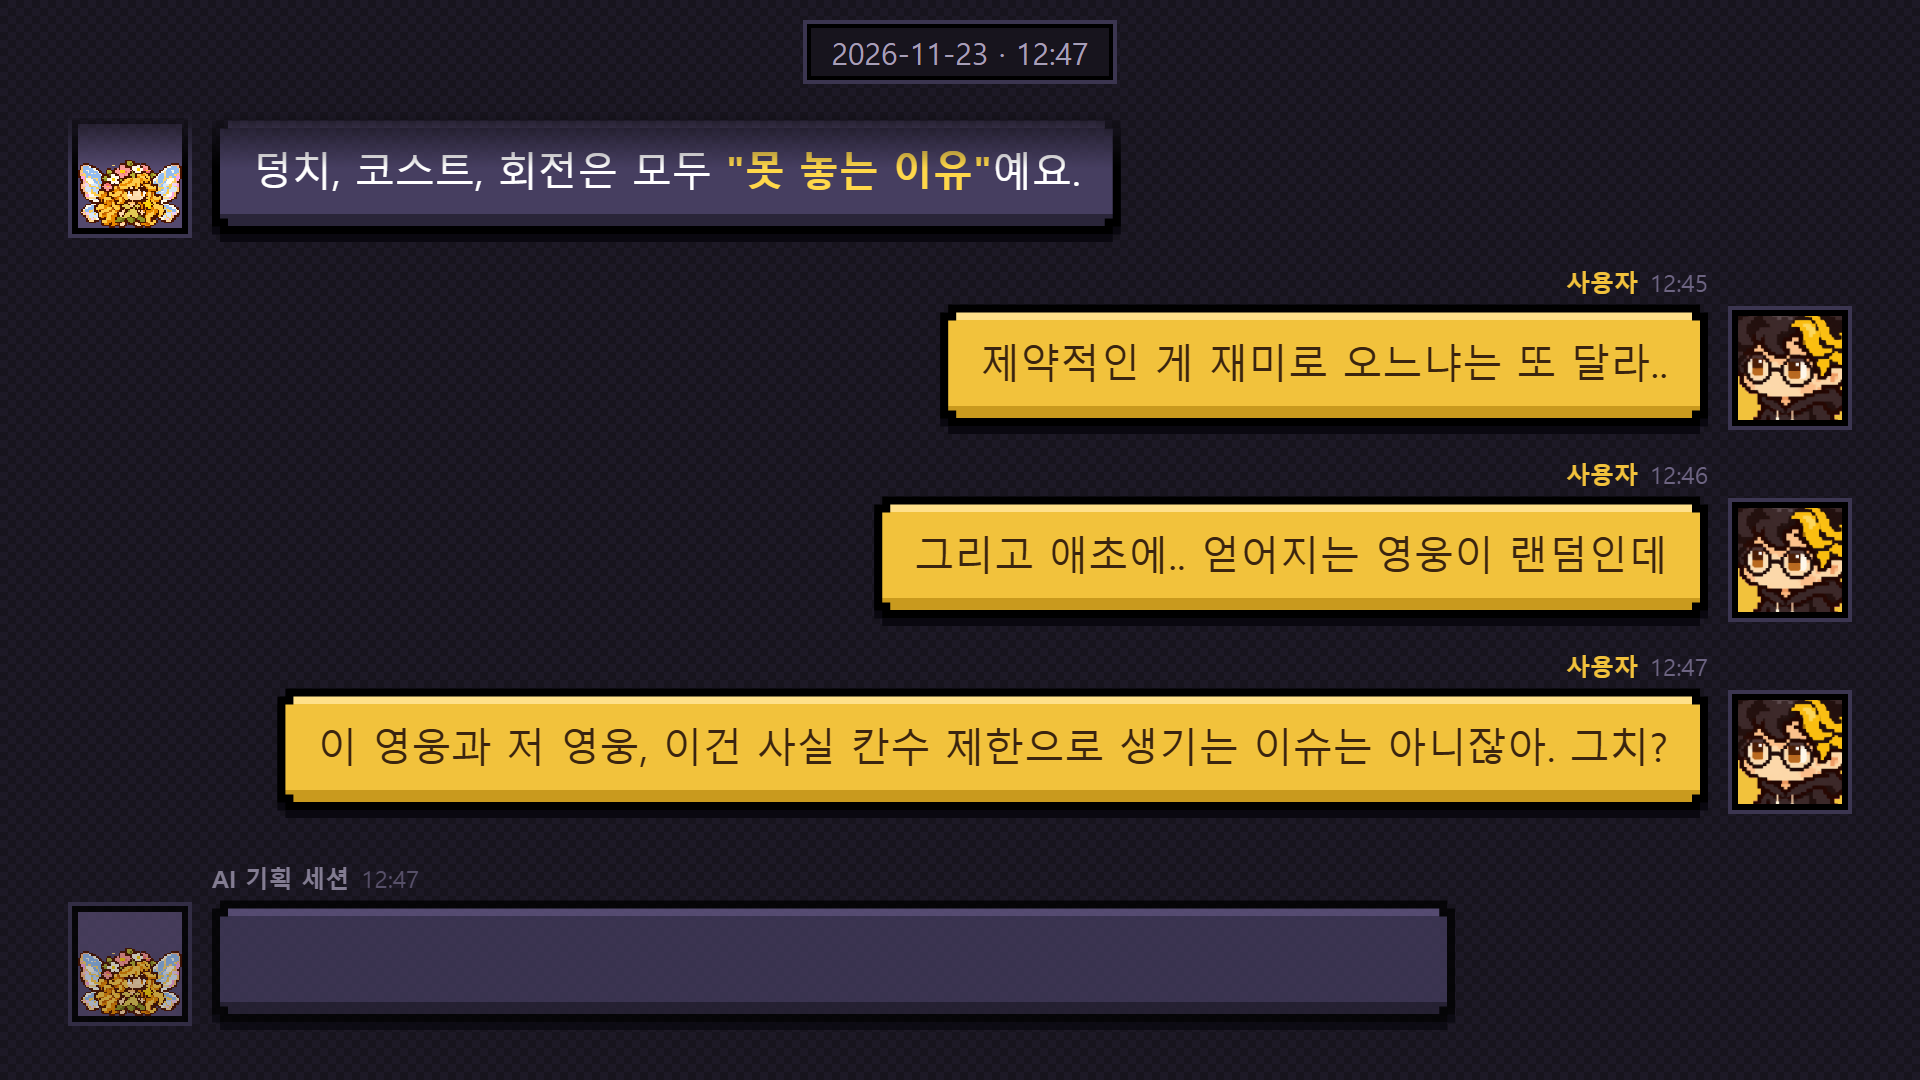 2026-11-23 · 12:47
덩치, 코스트, 회전은 모두 "못 놓는 이유"예요.
사용자 12:45
제약적인 게 재미로 오느냐는 또 달라..
사용자 12:46
그리고 애초에.. 얻어지는 영웅이 랜덤인데
사용자 12:47
이 영웅과 저 영웅, 이건 사실 칸수 제한으로 생기는 이슈는 아니잖아. 그치?
AI 기획 세션 12:47